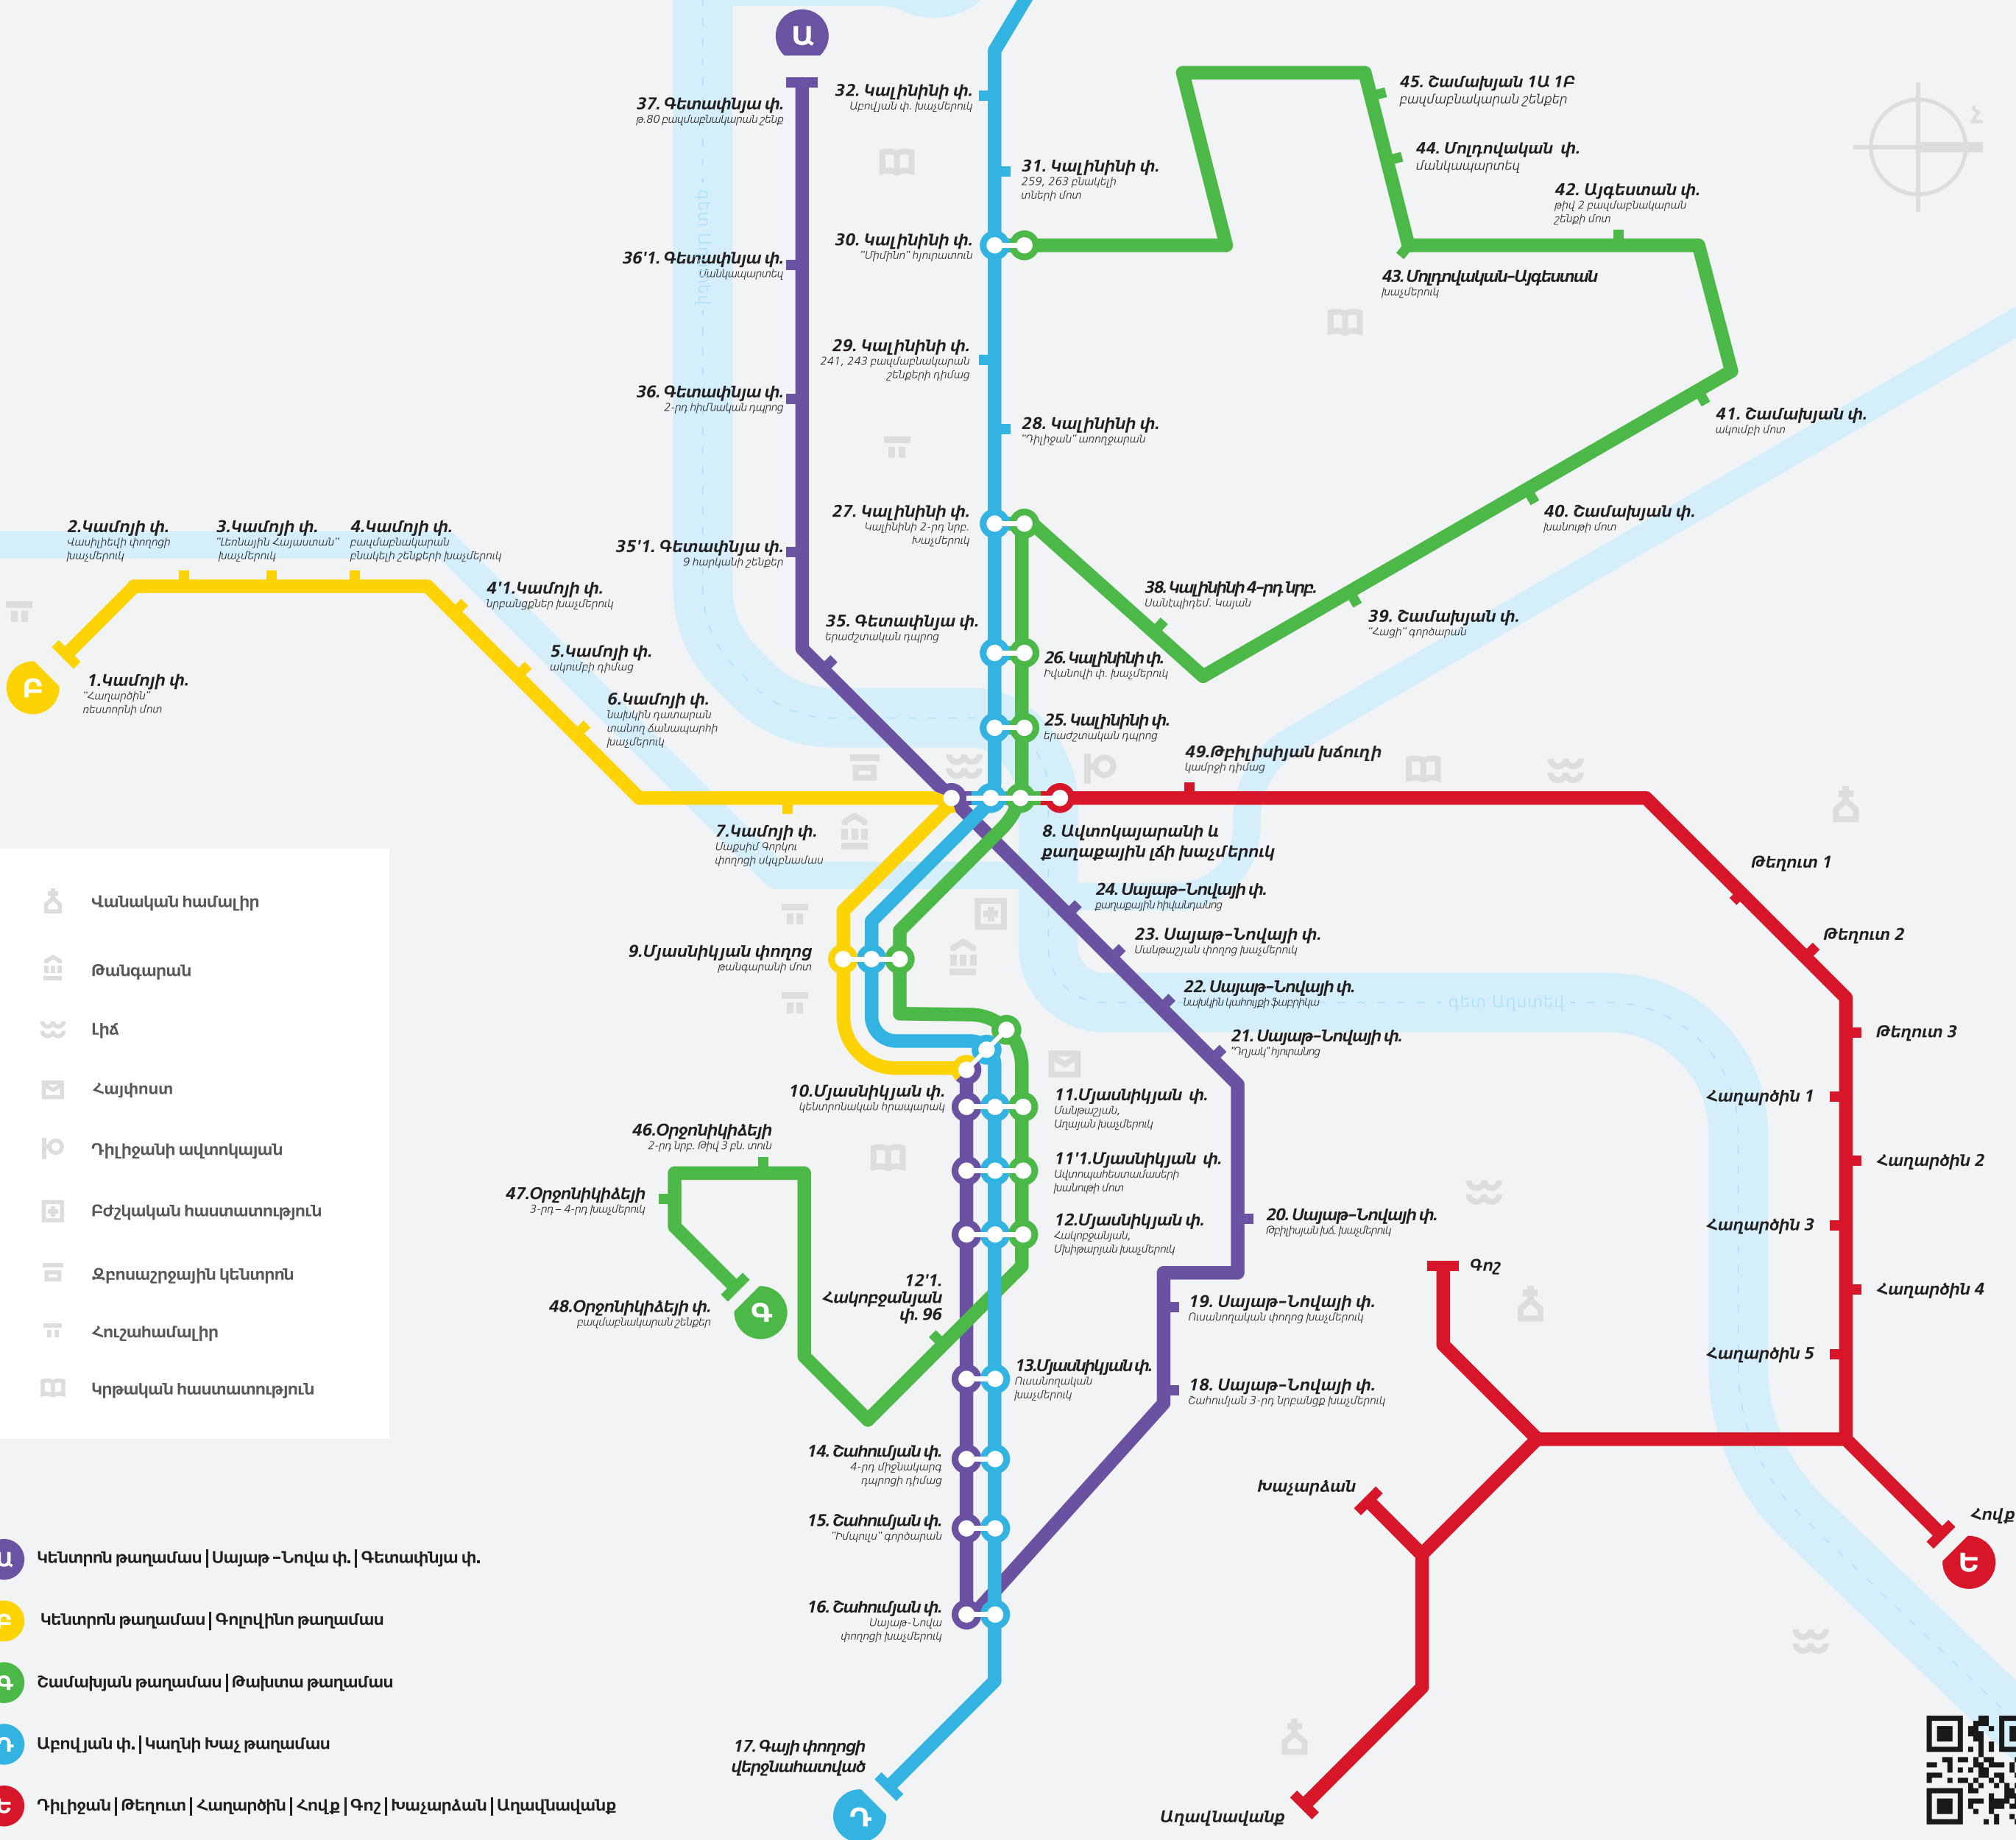 Ա
37. Գետափնյա փ.
թ.80 բազմաբնակարան շենք
32. Կալինինի փ.
Աբովյան փ. խաչմերուկ
45. Շամախյան 1Ա 1Բ
բազմաբնակարան շենքեր
Հ
31. Կալինինի փ.
259, 263 բնակելի
տների մոտ
44. Մոլդովական փ.
մանկապարտեզ
42. Այգեստան փ.
թիվ 2 բազմաբնակարան
շենքի մոտ
30. Կալինինի փ.
"Միմինո" հյուրատուն
36'1. Գետափնյա փ.
Մանկապարտեզ
43.Մոլդովական-Այգեստան
խաչմերուկ
29. Կալինինի փ.
241, 243 բազմաբնակարան
շենքերի դիմաց
36. Գետափնյա փ.
2-րդ հիմնական դպրոց
28. Կալինինի փ.
"Դիլիջան" առողջարան
41. Շամախյան փ.
ակումբի մոտ
27. Կալինինի փ.
Կալինինի 2-րդ նրբ.
Խաչմերուկ
40. Շամախյան փ.
խանութի մոտ
2.Կամոյի փ.
Վասիլիեվի փողոցի
խաչմերուկ
3.Կամոյի փ.
"Լեռնային Հայաստան"
խաչմերուկ
4.Կամոյի փ.
բազմաբնակարան
բնակելի շենքերի խաչմերուկ
35'1. Գետափնյա փ.
9 հարկանի շենքեր
4'1.Կամոյի փ.
նրբանցքներ խաչմերուկ
38.Կալինինի 4-րդ նրբ.
Սանէպիդեմ. Կայան
39. Շամախյան փ.
"Հացի" գործարան
35. Գետափնյա փ.
երաժշտական դպրոց
5.Կամոյի փ.
ակումբի դիմաց
26. Կալինինի փ.
Իվանովի փ. խաչմերուկ
Բ
1.Կամոյի փ.
"Հաղարծին"
ռեստորնի մոտ
6.Կամոյի փ.
նախկին դատարան
տանող ճանապարհի
խաչմերուկ
25. Կալինինի փ.
երաժշտական դպրոց
49.Թբիլիսիյան խճուղի
կամրջի դիմաց
7.Կամոյի փ.
Մաքսիմ Գորկու
փողոցի սկզբնամաս
8. Ավտոկայարանի և
քաղաքային լճի խաչմերուկ
Թեղուտ 1
24. Սայաթ-Նովայի փ.
քաղաքային հիվանդանոց
Վանական համալիր
23. Սայաթ-Նովայի փ.
Մանթաշյան փողոց խաչմերուկ
Թեղուտ 2
9.Մյասնիկյան փողոց
թանգարանի մոտ
Թանգարան
22. Սայաթ-Նովայի փ.
նախկին կահույքի ֆաբրիկա
գետ Աղստեվ
Լիճ
21. Սայաթ-Նովայի փ.
"Դղյակ" հյուրանոց
Թեղուտ 3
Հայփոստ
10.Մյասնիկյան փ.
կենտրոնական հրապարակ
11.Մյասնիկյան փ.
Մանթաշյան,
Աղայան խաչմերուկ
Հաղարծին 1
46.Օրջոնիկիձեյի
2-րդ նրբ. Թիվ 3 բն. տուն
Դիլիջանի ավտոկայան
11'1.Մյասնիկյան փ.
Ավտոպահեստամասերի
խանութի մոտ
Հաղարծին 2
47.Օրջոնիկիձեյի
3-րդ – 4-րդ խաչմերուկ
Բժշկական հաստատություն
12.Մյասնիկյան փ.
Հակոբջանյան,
Մխիթարյան խաչմերուկ
20. Սայաթ-Նովայի փ.
Թբիլիսյան խճ. խաչմերուկ
Հաղարծին 3
Զբոսաշրջային կենտրոն
12'1.
Հակոբջանյան
փ. 96
Գոշ
Հաղարծին 4
48.Օրջոնիկիձեյի փ.
բազմաբնակարան շենքեր
Գ
19. Սայաթ-Նովայի փ.
Ուսանողական փողոց խաչմերուկ
Հուշահամալիր
Հաղարծին 5
13.Մյասնիկյան փ.
Ուսանողական
խաչմերուկ
18. Սայաթ-Նովայի փ.
Շահումյան 3-րդ նրբանցք խաչմերուկ
Կրթական հաստատություն
14. Շահումյան փ.
4-րդ միջնակարգ
դպրոցի դիմաց
Խաչարձան
15. Շահումյան փ.
"Իմպուլս" գործարան
Հովք
Ե
Ա
Կենտրոն թաղամաս | Սայաթ -Նովա փ. | Գետափնյա փ.
16. Շահումյան փ.
Սայաթ-Նովա
փողոցի խաչմերուկ
Բ
Կենտրոն թաղամաս | Գոլովինո թաղամաս
Գ
Շամախյան թաղամաս | Թախտա թաղամաս
Դ
Աբովյան փ. | Կաղնի Խաչ թաղամաս
17. Գայի փողոցի
վերջնահատված
Դ
Ե
Դիլիջան | Թեղուտ | Հաղարծին | Հովք | Գոշ | Խաչարձան | Աղավնավանք
Աղավնավանք